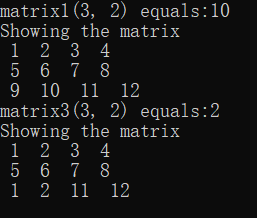 matrix1(3, 2) equals:10
Showing the matrix
1 2 3 4
5 6 7 8
9 10 11 12
matrix3(3, 2) equals:2
Showing the matrix
1 2 3 4
5 6 7 8
1 2 11 12